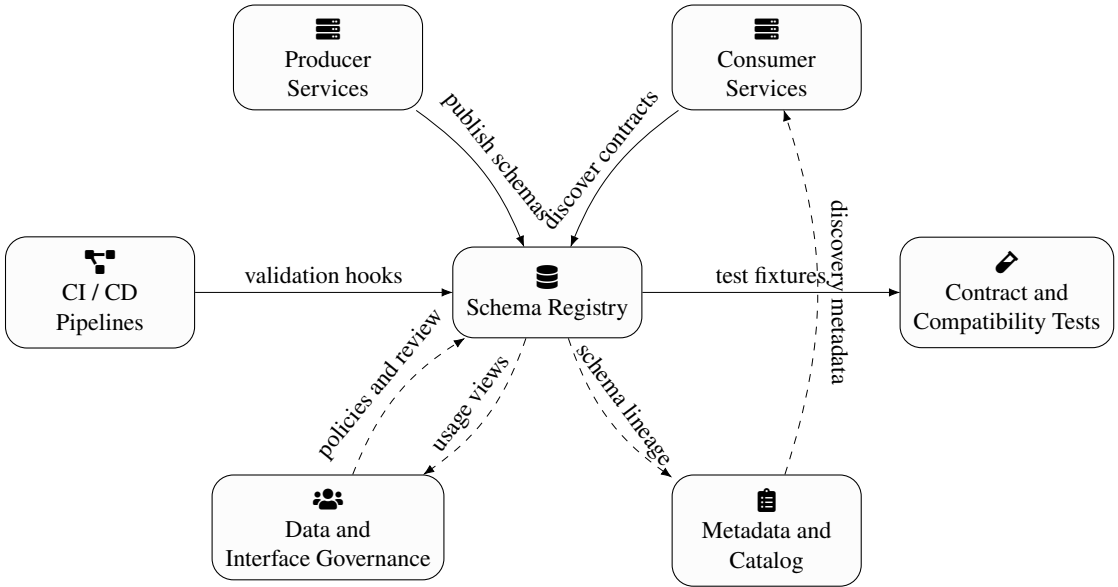 Producer
Services
Consumer
Services
publish schemas
discover contracts
CI / CD
Pipelines
validation hooks
Schema Registry
test fixtures
discovery metadata
Contract and
Compatibility Tests
policies and review
usage views
schema lineage
Data and
Interface Governance
Metadata and
Catalog